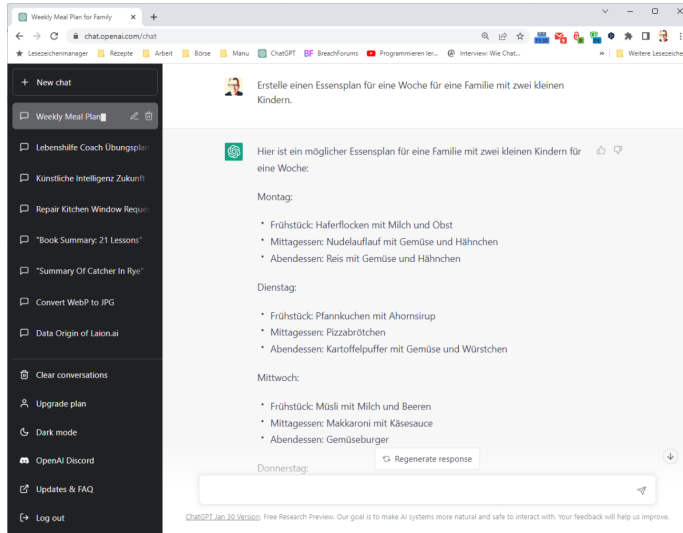 Weekly Meal Plan for Family
chat.openai.com/chat
Lesezeichenmanager Rezepte Arbeit Börse Manu ChatGPT BF BreachForums Programmieren ler... Interview: Wie Chat... » Weitere Lesezeiche
+ New chat
Weekly Meal Plan
Lebenshilfe Coach Übungsplan
Künstliche Intelligenz Zukunft
Repair Kitchen Window Reque
"Book Summary: 21 Lessons"
"Summary Of Catcher In Rye"
Convert WebP to JPG
Data Origin of Laion.ai
Clear conversations
Upgrade plan
Dark mode
OpenAI Discord
Updates & FAQ
Log out
Erstelle einen Essensplan für eine Woche für eine Familie mit zwei kleinen
Kindern.
Hier ist ein möglicher Essensplan für eine Familie mit zwei kleinen Kindern für
eine Woche:
Montag:
• Frühstück: Haferflocken mit Milch und Obst
• Mittagessen: Nudelauflauf mit Gemüse und Hähnchen
• Abendessen: Reis mit Gemüse und Hähnchen
Dienstag:
• Frühstück: Pfannkuchen mit Ahornsirup
• Mittagessen: Pizzabrötchen
• Abendessen: Kartoffelpuffer mit Gemüse und Würstchen
Mittwoch:
• Frühstück: Müsli mit Milch und Beeren
• Mittagessen: Makkaroni mit Käsesauce
• Abendessen: Gemüseburger
Donnerstag:
Regenerate response
ChatGPT Jan 30 Version. Free Research Preview. Our goal is to make AI systems more natural and safe to interact with. Your feedback will help us improve.